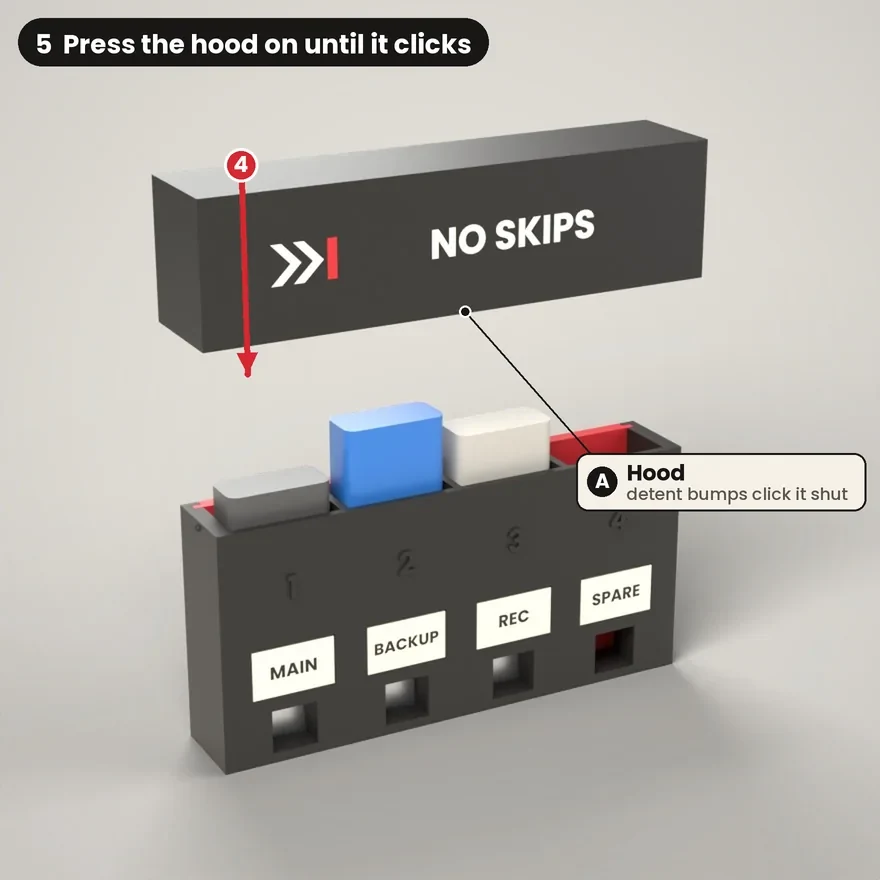 5 Press the hood on until it clicks
4
NO SKIPS
A Hood
detent bumps click it shut
1
2
3
4
MAIN
BACKUP
REC
SPARE